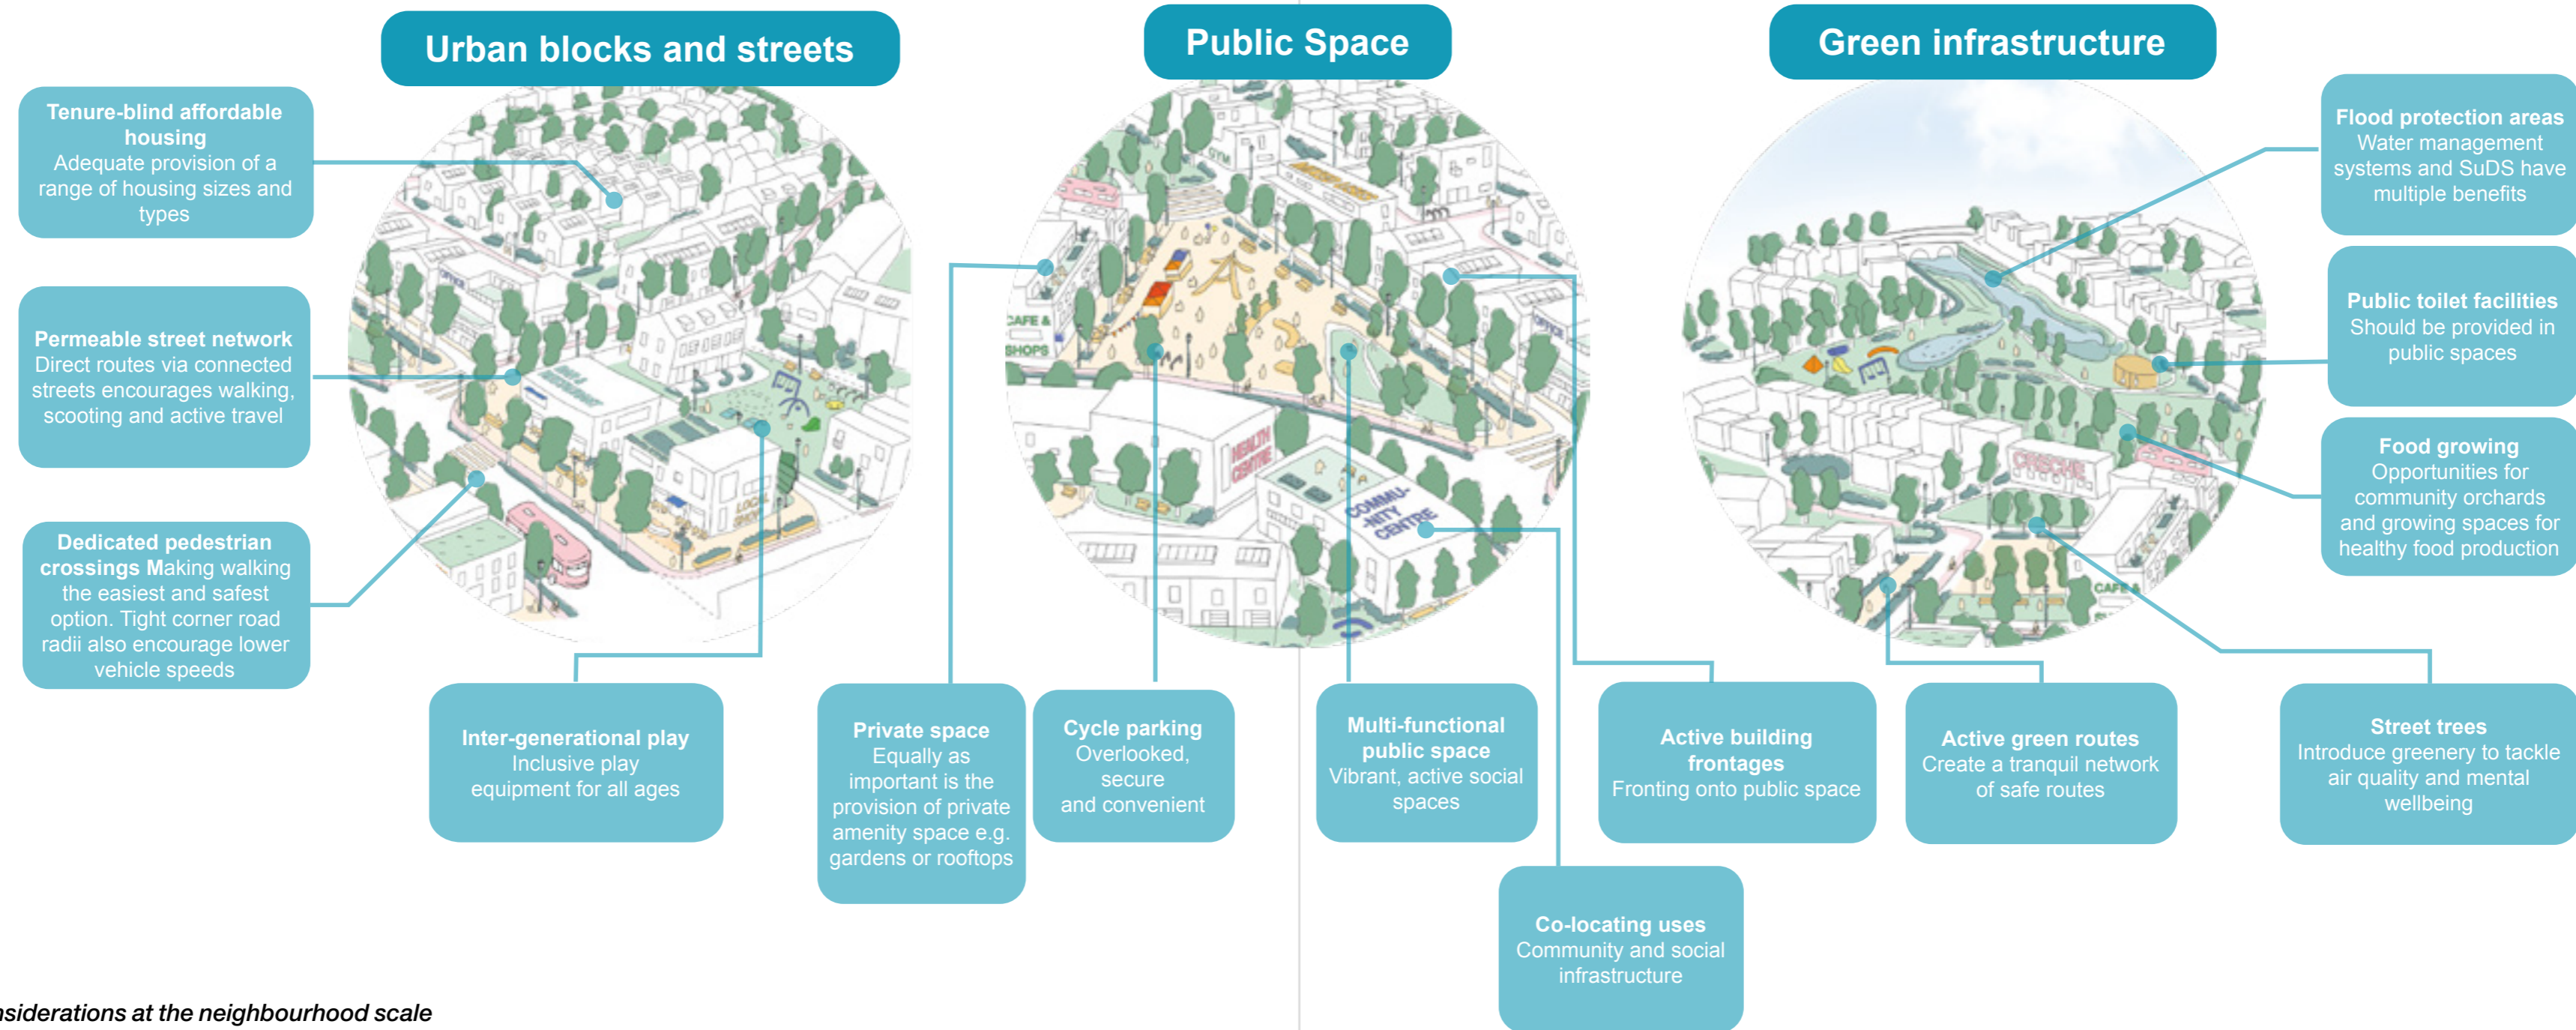 Urban blocks and streets
Public Space
Green infrastructure
Tenure-blind affordable
housing
Adequate provision of a
range of housing sizes and
types
Permeable street network
Direct routes via connected
streets encourages walking,
scooting and active travel
Dedicated pedestrian
crossings Making walking
the easiest and safest
option. Tight corner road
radii also encourage lower
vehicle speeds
OFFICE
LOCAL
SHOP
Inter-generational play
Inclusive play
equipment for all ages
GYM
CAFE &
SHOPS
OFFICE
HEALTH
CENTRE
COMMU-
-NITY
CENTRE
Private space
Equally as
important is the
provision of private
amenity space e.g.
gardens or rooftops
Cycle parking
Overlooked,
secure
and convenient
Multi-functional
public space
Vibrant, active social
spaces
Co-locating uses
Community and social
infrastructure
Active building
frontages
Fronting onto public space
CRECHE
CAFE &
Flood protection areas
Water management
systems and SuDS have
multiple benefits
Public toilet facilities
Should be provided in
public spaces
Food growing
Opportunities for
community orchards
and growing spaces for
healthy food production
Active green routes
Create a tranquil network
of safe routes
Street trees
Introduce greenery to tackle
air quality and mental
wellbeing
nsiderations at the neighbourhood scale